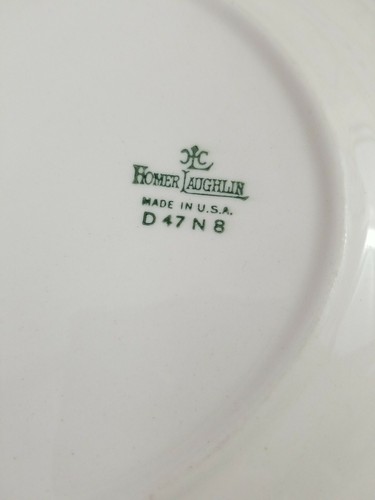 HLC
HOMER LAUGHLIN
MADE IN U.S.A.
D 47 N 8